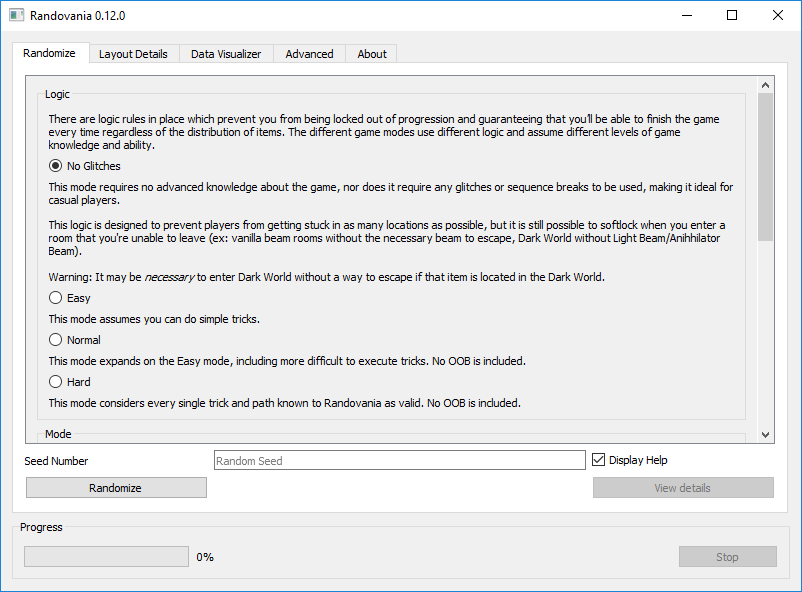 Randovania 0.12.0
Randomize
Layout Details
Data Visualizer
Advanced
About
Logic
There are logic rules in place which prevent you from being locked out of progression and guaranteeing that you'll be able to finish the game
every time regardless of the distribution of items. The different game modes use different logic and assume different levels of game
knowledge and ability.
No Glitches
This mode requires no advanced knowledge about the game, nor does it require any glitches or sequence breaks to be used, making it ideal for
casual players.
This logic is designed to prevent players from getting stuck in as many locations as possible, but it is still possible to softlock when you enter a
room that you're unable to leave (ex: vanilla beam rooms without the necessary beam to escape, Dark World without Light Beam/Anihhilator
Beam).
Warning: It may be necessary to enter Dark World without a way to escape if that item is located in the Dark World.
Easy
This mode assumes you can do simple tricks.
Normal
This mode expands on the Easy mode, including more difficult to execute tricks. No OOB is included.
Hard
This mode considers every single trick and path known to Randovania as valid. No OOB is included.
Mode
Seed Number
Random Seed
Display Help
Randomize
View details
Progress
0%
Stop